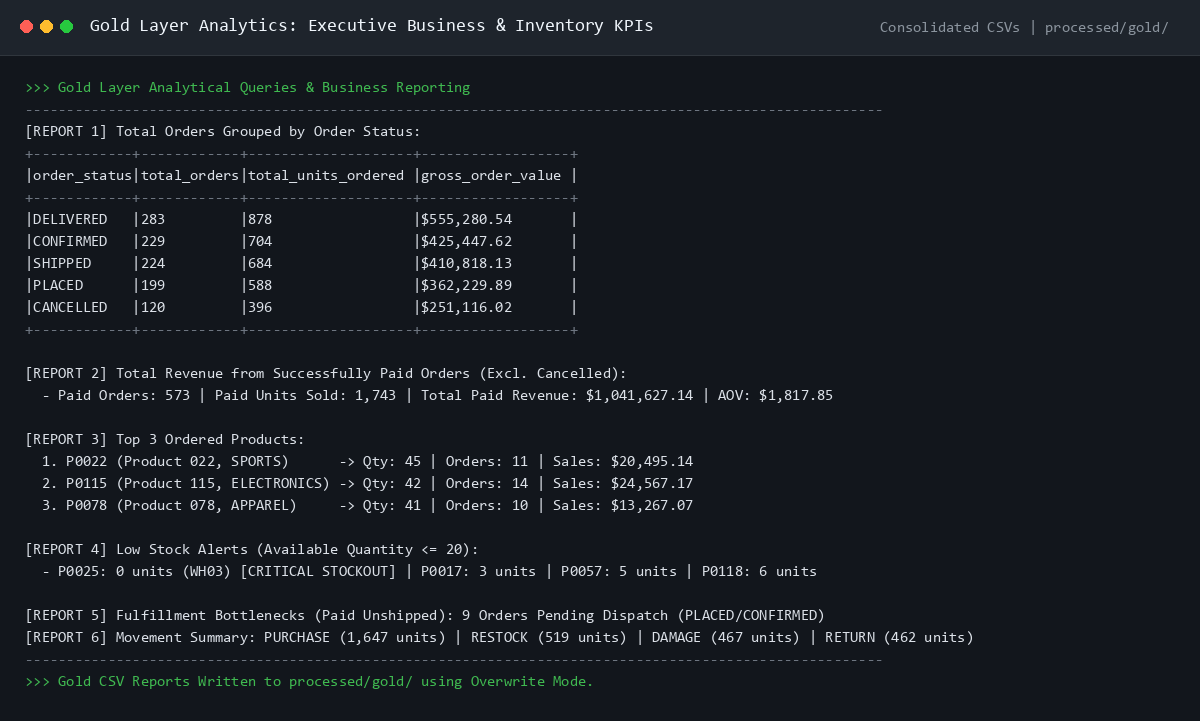 Gold Layer Analytics: Executive Business & Inventory KPIs
Consolidated CSVs | processed/gold/
>>> Gold Layer Analytical Queries & Business Reporting
--------------------------------------------------------------------------------------------------------
[REPORT 1] Total Orders Grouped by Order Status:
+------------+------------+--------------------+------------------+
|order_status|total_orders|total_units_ordered |gross_order_value |
+------------+------------+--------------------+------------------+
|DELIVERED   |283         |878                 |$555,280.54       |
|CONFIRMED   |229         |704                 |$425,447.62       |
|SHIPPED     |224         |684                 |$410,818.13       |
|PLACED      |199         |588                 |$362,229.89       |
|CANCELLED   |120         |396                 |$251,116.02       |
+------------+------------+--------------------+------------------+
[REPORT 2] Total Revenue from Successfully Paid Orders (Excl. Cancelled):
  - Paid Orders: 573 | Paid Units Sold: 1,743 | Total Paid Revenue: $1,041,627.14 | AOV: $1,817.85
[REPORT 3] Top 3 Ordered Products:
  1. P0022 (Product 022, SPORTS)      -> Qty: 45 | Orders: 11 | Sales: $20,495.14
  2. P0115 (Product 115, ELECTRONICS) -> Qty: 42 | Orders: 14 | Sales: $24,567.17
  3. P0078 (Product 078, APPAREL)     -> Qty: 41 | Orders: 10 | Sales: $13,267.07
[REPORT 4] Low Stock Alerts (Available Quantity <= 20):
  - P0025: 0 units (WH03) [CRITICAL STOCKOUT] | P0017: 3 units | P0057: 5 units | P0118: 6 units
[REPORT 5] Fulfillment Bottlenecks (Paid Unshipped): 9 Orders Pending Dispatch (PLACED/CONFIRMED)
[REPORT 6] Movement Summary: PURCHASE (1,647 units) | RESTOCK (519 units) | DAMAGE (467 units) | RETURN (462 units)
--------------------------------------------------------------------------------------------------------
>>> Gold CSV Reports Written to processed/gold/ using Overwrite Mode.